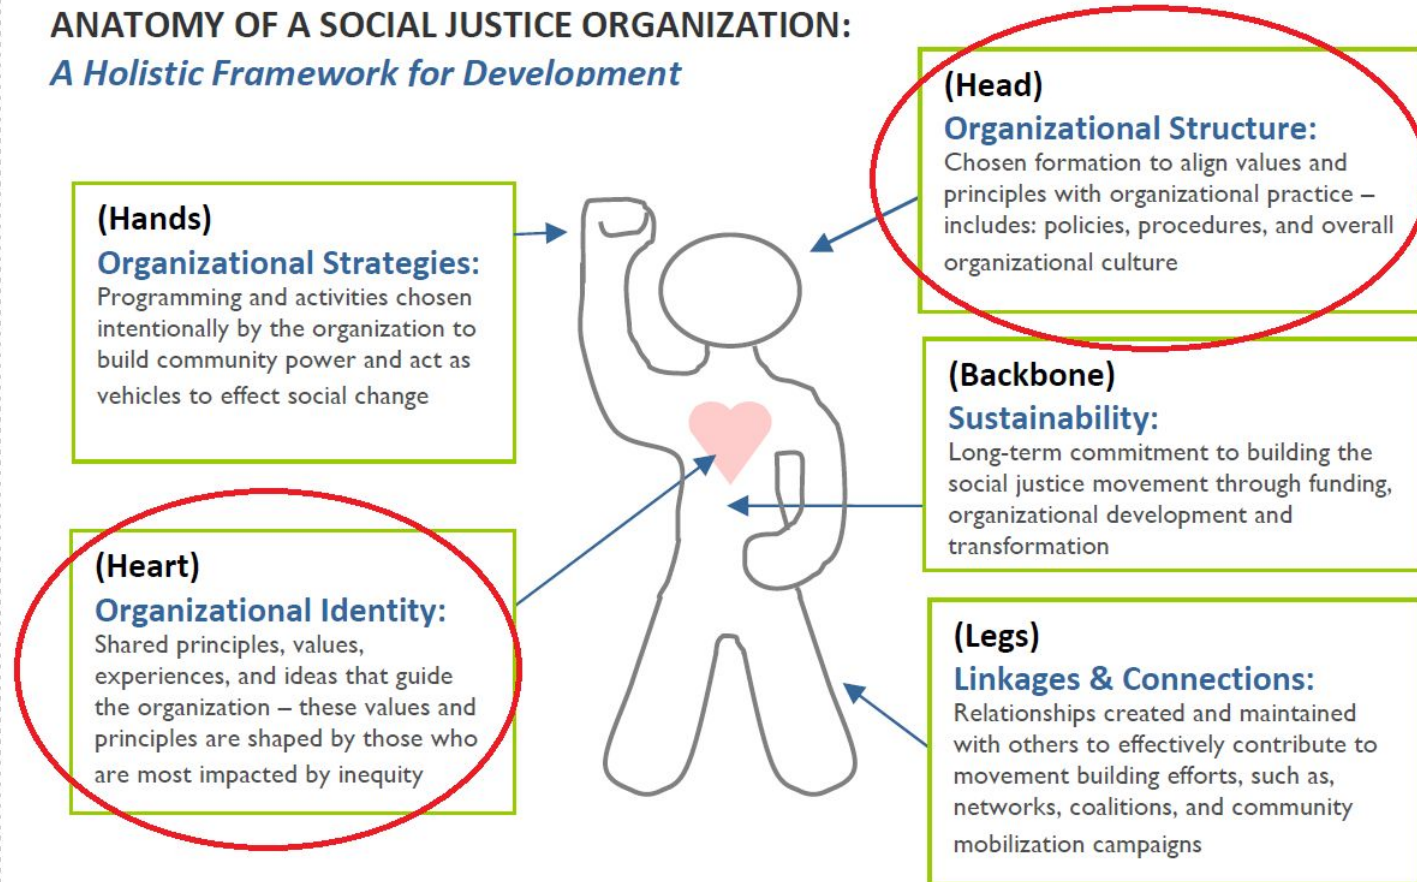 ANATOMY OF A SOCIAL JUSTICE ORGANIZATION:
A Holistic Framework for Development
(Hands)
Organizational Strategies:
Programming and activities chosen
intentionally by the organization to
build community power and act as
vehicles to effect social change
(Heart)
Organizational Identity:
Shared principles, values,
experiences, and ideas that guide
the organization – these values and
principles are shaped by those who
are most impacted by inequity
(Head)
Organizational Structure:
Chosen formation to align values and
principles with organizational practice –
includes: policies, procedures, and overall
organizational culture
(Backbone)
Sustainability:
Long-term commitment to building the
social justice movement through funding,
organizational development and
transformation
(Legs)
Linkages & Connections:
Relationships created and maintained
with others to effectively contribute to
movement building efforts, such as,
networks, coalitions, and community
mobilization campaigns